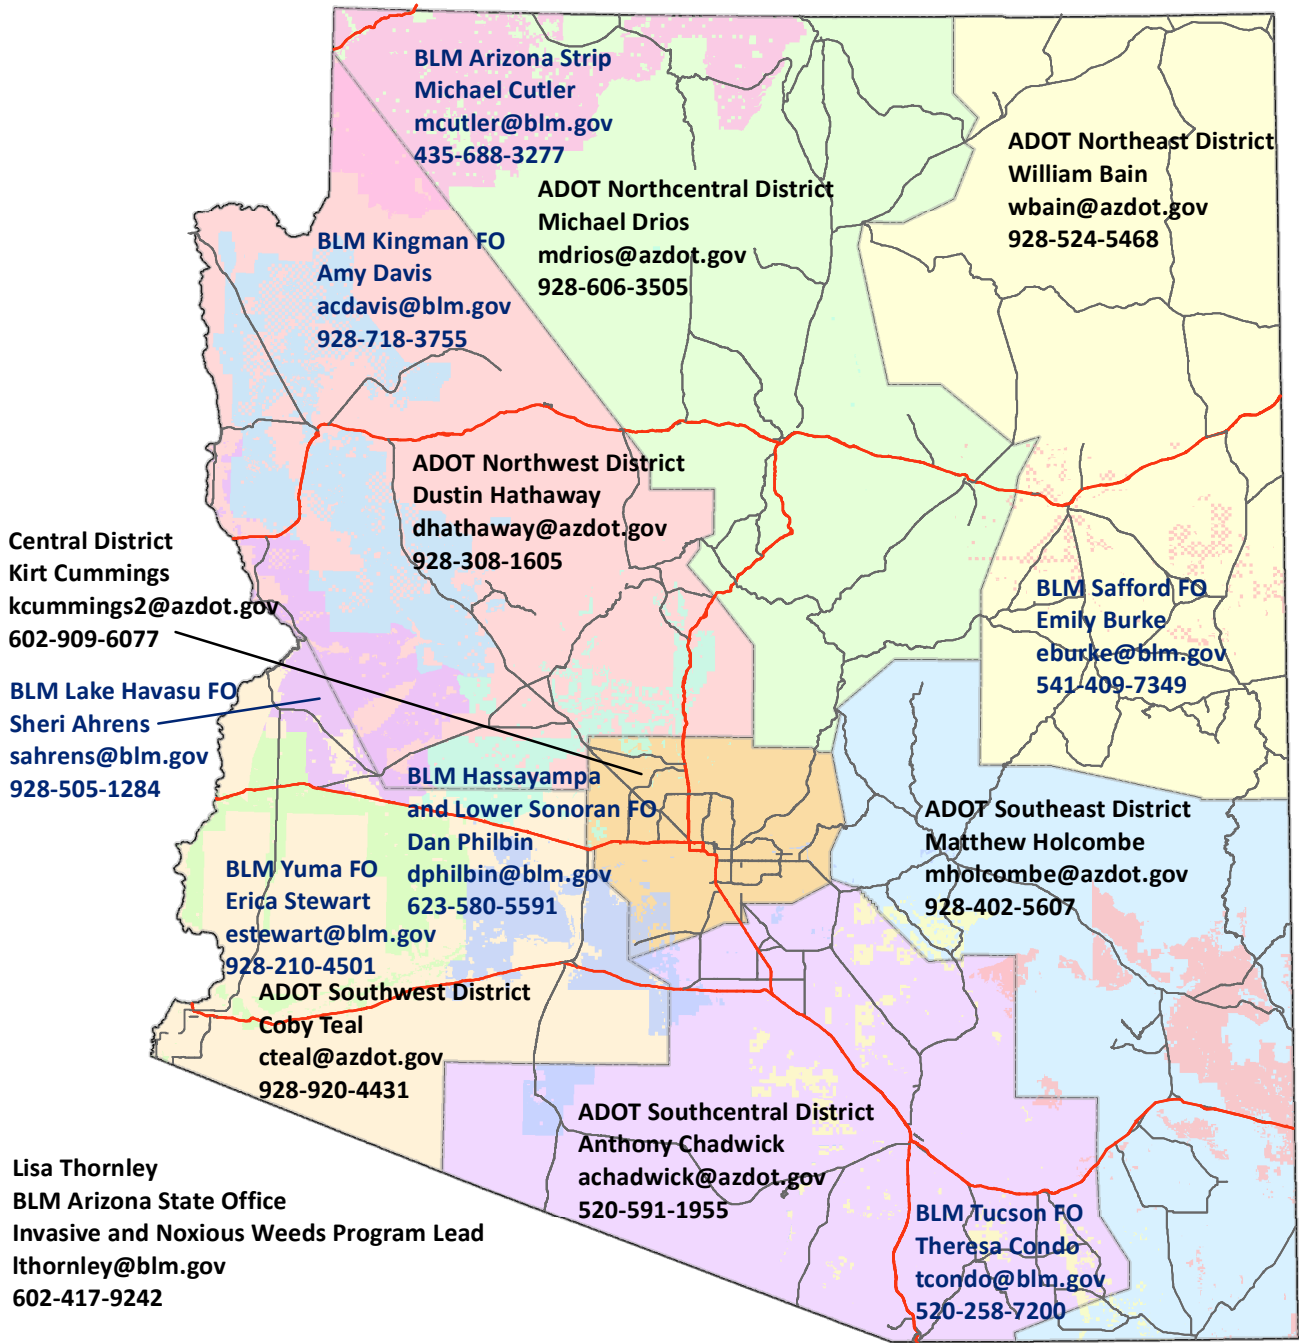 BLM Arizona Strip
Michael Cutler
mcutler@blm.gov
435-688-3277
ADOT Northeast District
William Bain
wbain@azdot.gov
928-524-5468
ADOT Northcentral District
Michael Drios
mdrios@azdot.gov
928-606-3505
BLM Kingman FO
Amy Davis
acdavis@blm.gov
928-718-3755
ADOT Northwest District
Dustin Hathaway
dhathaway@azdot.gov
928-308-1605
Central District
Kirt Cummings
kcummings2@azdot.gov
602-909-6077
BLM Safford FO
Emily Burke
eburke@blm.gov
541-409-7349
BLM Lake Havasu FO
Sheri Ahrens
sahrens@blm.gov
928-505-1284
BLM Hassayampa
and Lower Sonoran FO
Dan Philbin
dphilbin@blm.gov
623-580-5591
ADOT Southeast District
Matthew Holcombe
mholcombe@azdot.gov
928-402-5607
BLM Yuma FO
Erica Stewart
estewart@blm.gov
928-210-4501
ADOT Southwest District
Coby Teal
cteal@azdot.gov
928-920-4431
ADOT Southcentral District
Anthony Chadwick
achadwick@azdot.gov
520-591-1955
Lisa Thornley
BLM Arizona State Office
Invasive and Noxious Weeds Program Lead
lthornley@blm.gov
602-417-9242
BLM Tucson FO
Theresa Condo
tcondo@blm.gov
520-258-7200